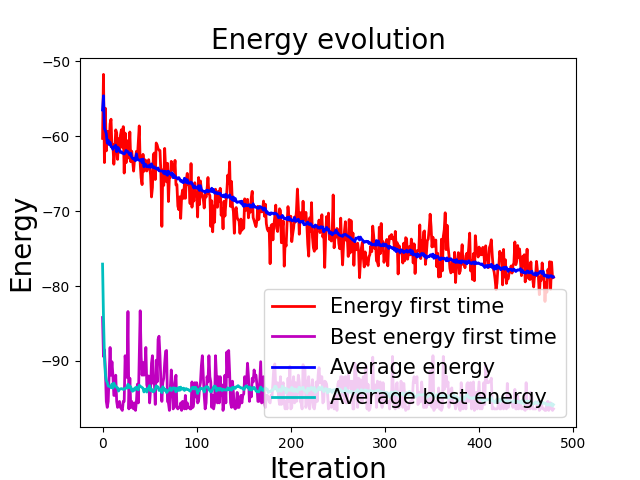 Energy evolution
−50
−60
−70
−80
−90
Energy
Energy first time
Best energy first time
Average energy
Average best energy
0 100 200 300 400 500
Iteration